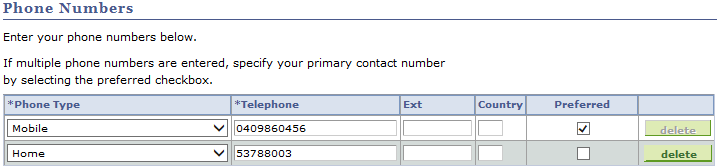 Phone Numbers
Enter your phone numbers below.
If multiple phone numbers are entered, specify your primary contact number
by selecting the preferred checkbox.
*Phone Type *Telephone Ext Country Preferred
Mobile 0409860456 delete
Home 53788003 delete